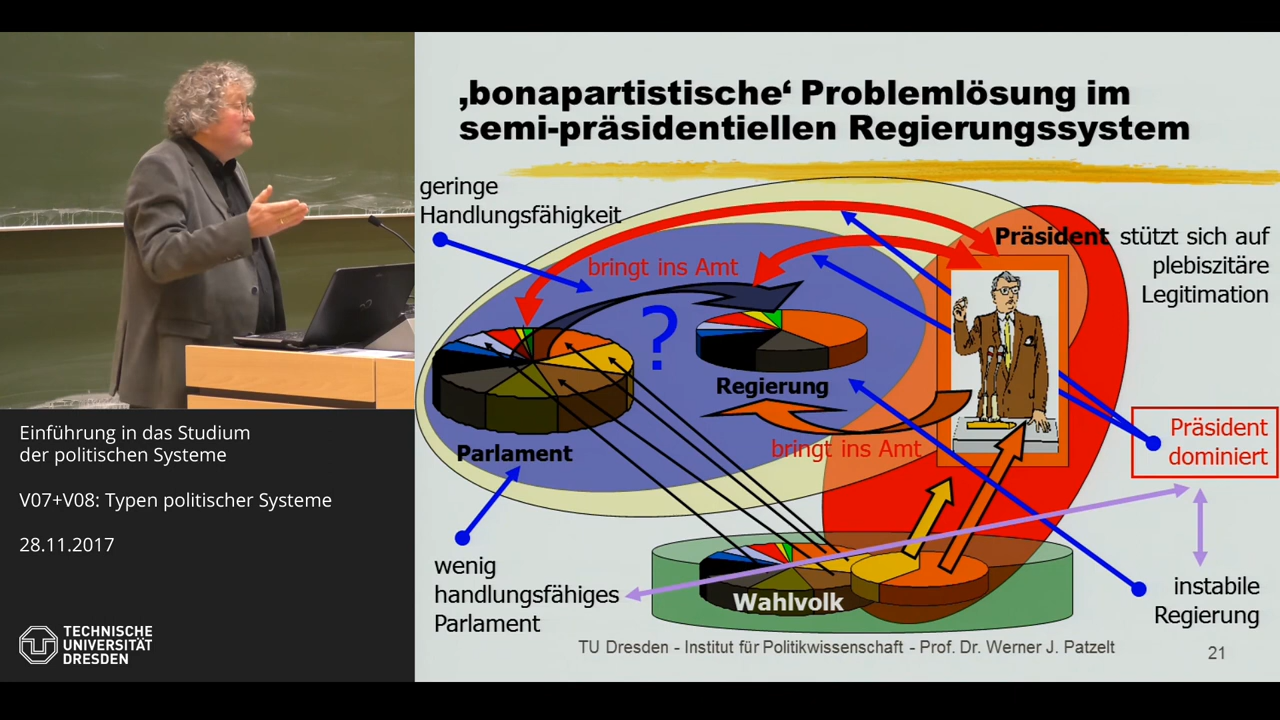 ‚bonapartistische‘ Problemlösung im
semi-präsidentiellen Regierungssystem
geringe
Handlungsfähigkeit
bringt ins Amt
Präsident stützt sich auf
plebiszitäre
Legitimation
?
Regierung
Präsident
dominiert
bringt ins Amt
Parlament
wenig
handlungsfähiges
Parlament
Wahlvolk
instabile
Regierung
TU Dresden - Institut für Politikwissenschaft - Prof. Dr. Werner J. Patzelt
21
Einführung in das Studium
der politischen Systeme
V07+V08: Typen politischer Systeme
28.11.2017
TECHNISCHE
UNIVERSITÄT
DRESDEN